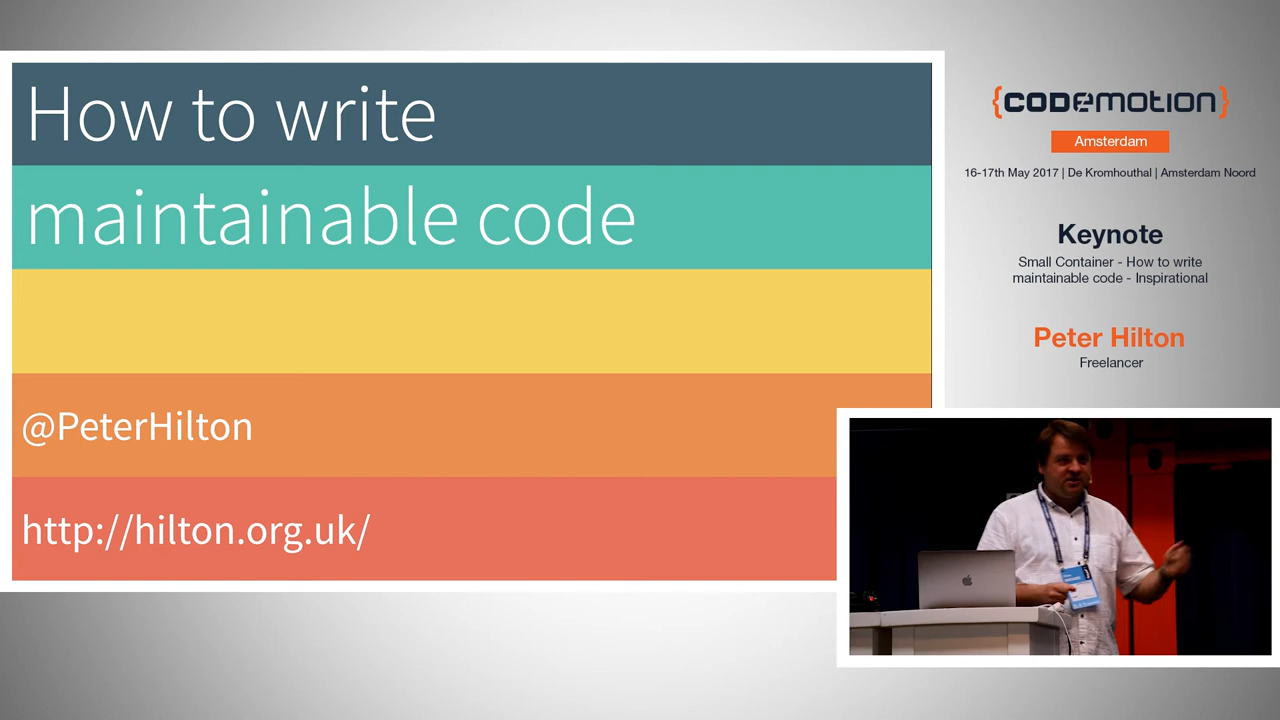 How to write
maintainable code
@PeterHilton
http://hilton.org.uk/
{CODEMOTION}
Amsterdam
16-17th May 2017 | De Kromhouthal | Amsterdam Noord
Keynote
Small Container - How to write
maintainable code - Inspirational
Peter Hilton
Freelancer